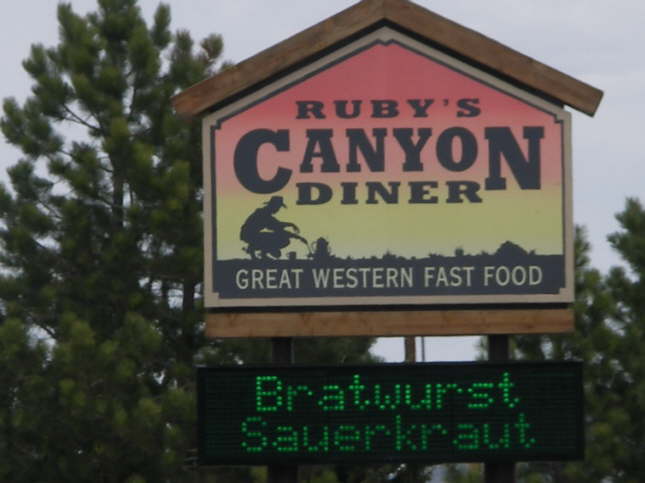 RUBY'S
CANYON
DINER
GREAT WESTERN FAST FOOD
Bratwurst
Sauerkraut